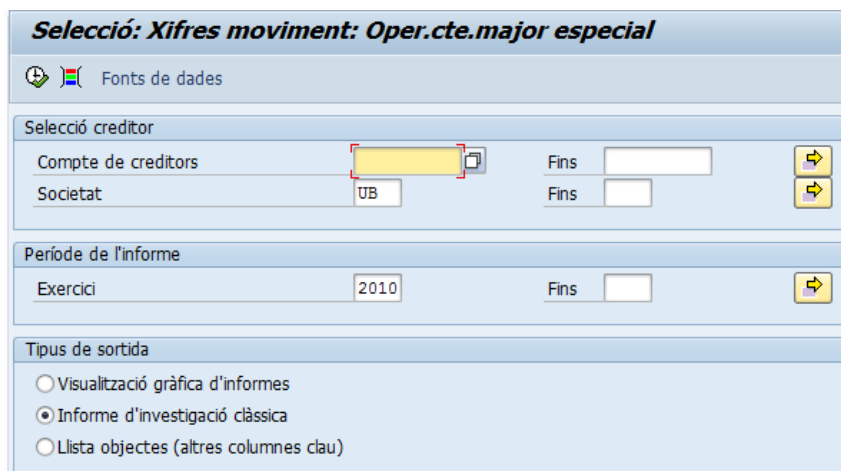 Selecció: Xifres moviment: Oper.cte.major especial
Fonts de dades
Selecció creditor
Compte de creditors Fins
Societat UB Fins
Període de l'informe
Exercici 2010 Fins
Tipus de sortida
Visualització gràfica d'informes
Informe d'investigació clàssica
Llista objectes (altres columnes clau)